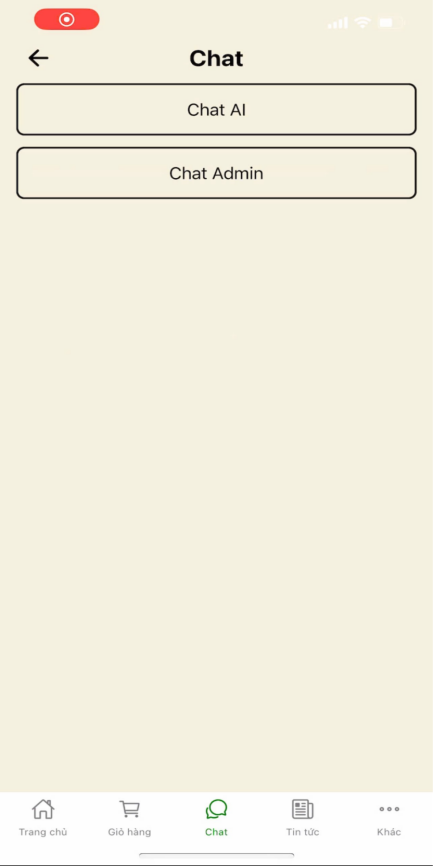 Chat
Chat AI
Chat Admin
Trang chủ
Giỏ hàng
Chat
Tin tức
Khác